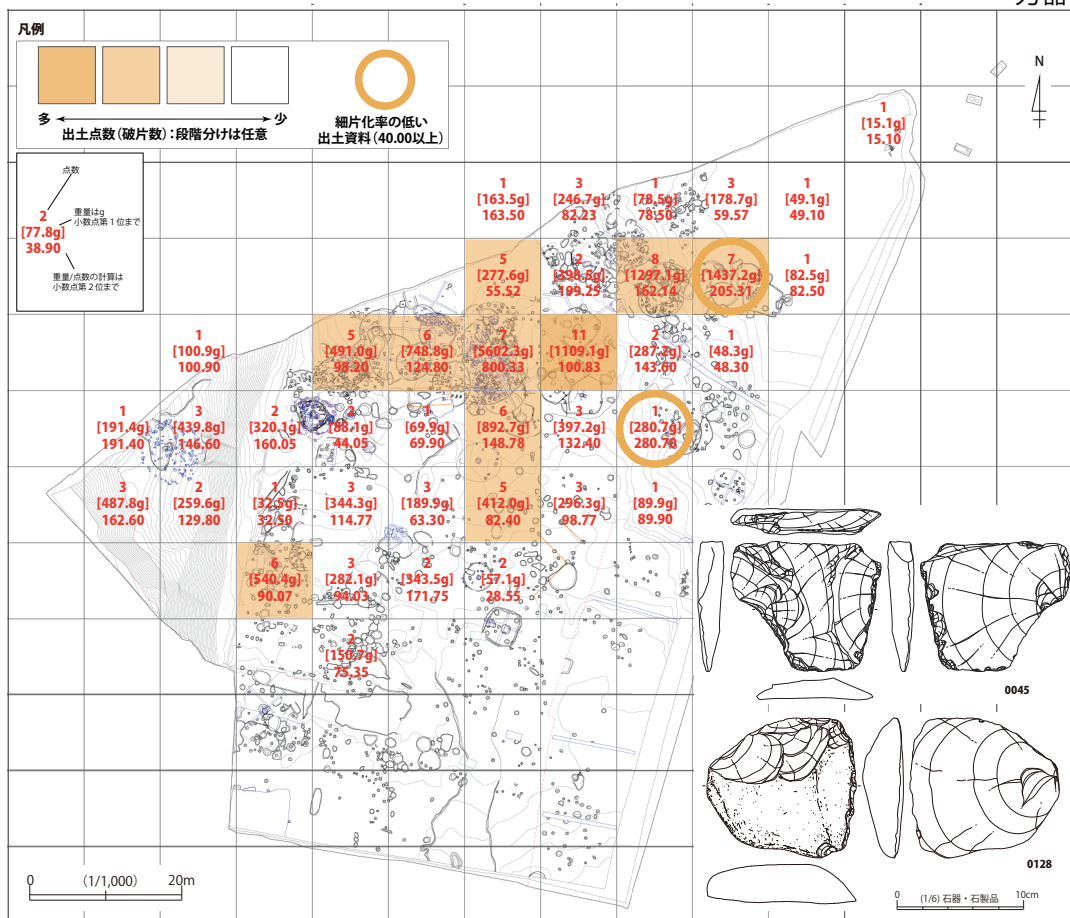 凡例
多
少
出土点数(破片数):段階分けは任意
細片化率の低い
出土資料(40.00以上)
N
点数
2
[77.8g]
38.90
重量はg
小数点第1位まで
重量/点数の計算は
小数点第2位まで
1
[15.1g]
15.10
1
[163.5g]
163.50
3
[246.7g]
82.23
1
[78.5g]
78.50
3
[178.7g]
59.57
1
[49.1g]
49.10
5
[277.6g]
55.52
2
[398.5g]
199.25
8
[1297.1g]
162.14
7
[1437.2g]
205.31
1
[82.5g]
82.50
1
[100.9g]
100.90
5
[491.0g]
98.20
6
[748.8g]
124.80
7
[5602.3g]
800.33
11
[1109.1g]
100.83
2
[287.2g]
143.60
1
[48.3g]
48.30
1
[191.4g]
191.40
3
[439.8g]
146.60
2
[320.1g]
160.05
2
[88.1g]
44.05
1
[69.9g]
69.90
6
[892.7g]
148.78
3
[397.2g]
132.40
1
[280.7g]
280.70
3
[487.8g]
162.60
2
[259.6g]
129.80
1
[32.5g]
32.50
3
[344.3g]
114.77
3
[189.9g]
63.30
5
[412.0g]
82.40
3
[296.3g]
98.77
1
[89.9g]
89.90
6
[540.4g]
90.07
3
[282.1g]
94.03
2
[343.5g]
171.75
2
[57.1g]
28.55
2
[150.7g]
75.35
0045
0128
0 (1/1,000) 20m
0 (1/6) 石器・石製品 10cm